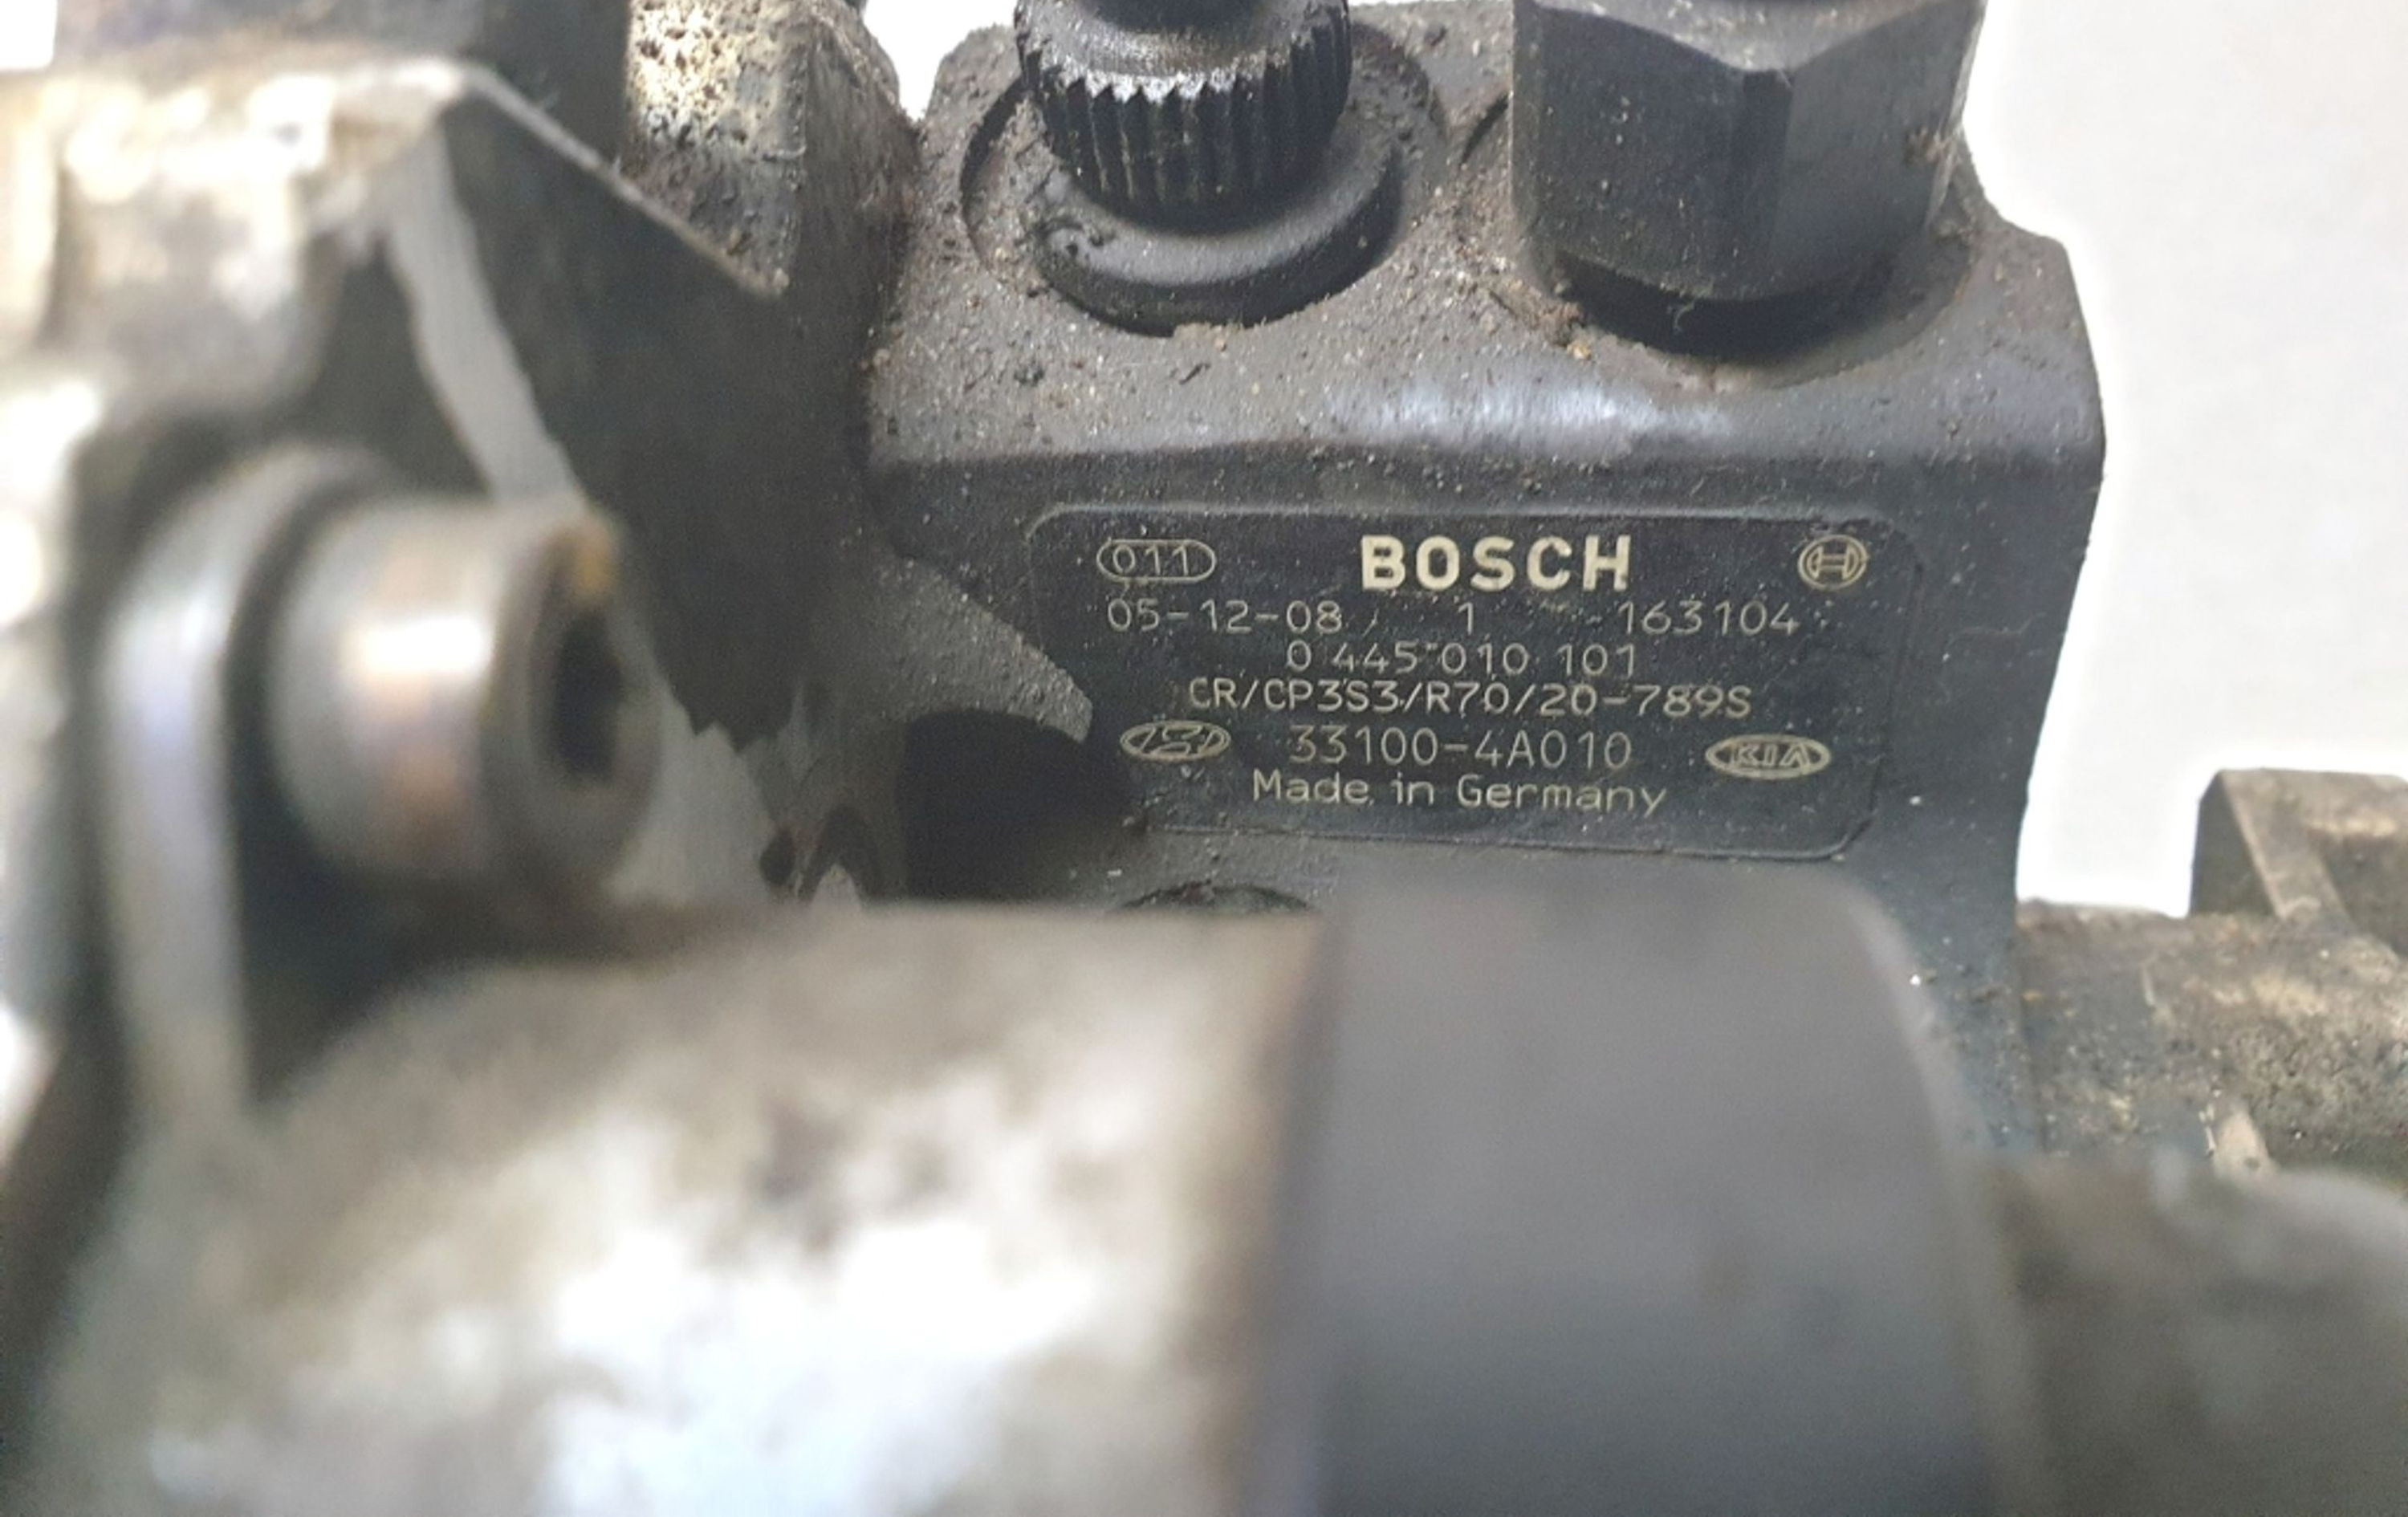 011 BOSCH
05-12-08 1 163104
0 445 010 101
CR/CP3S3/R70/20-789S
33100-4A010 KIA
Made in Germany